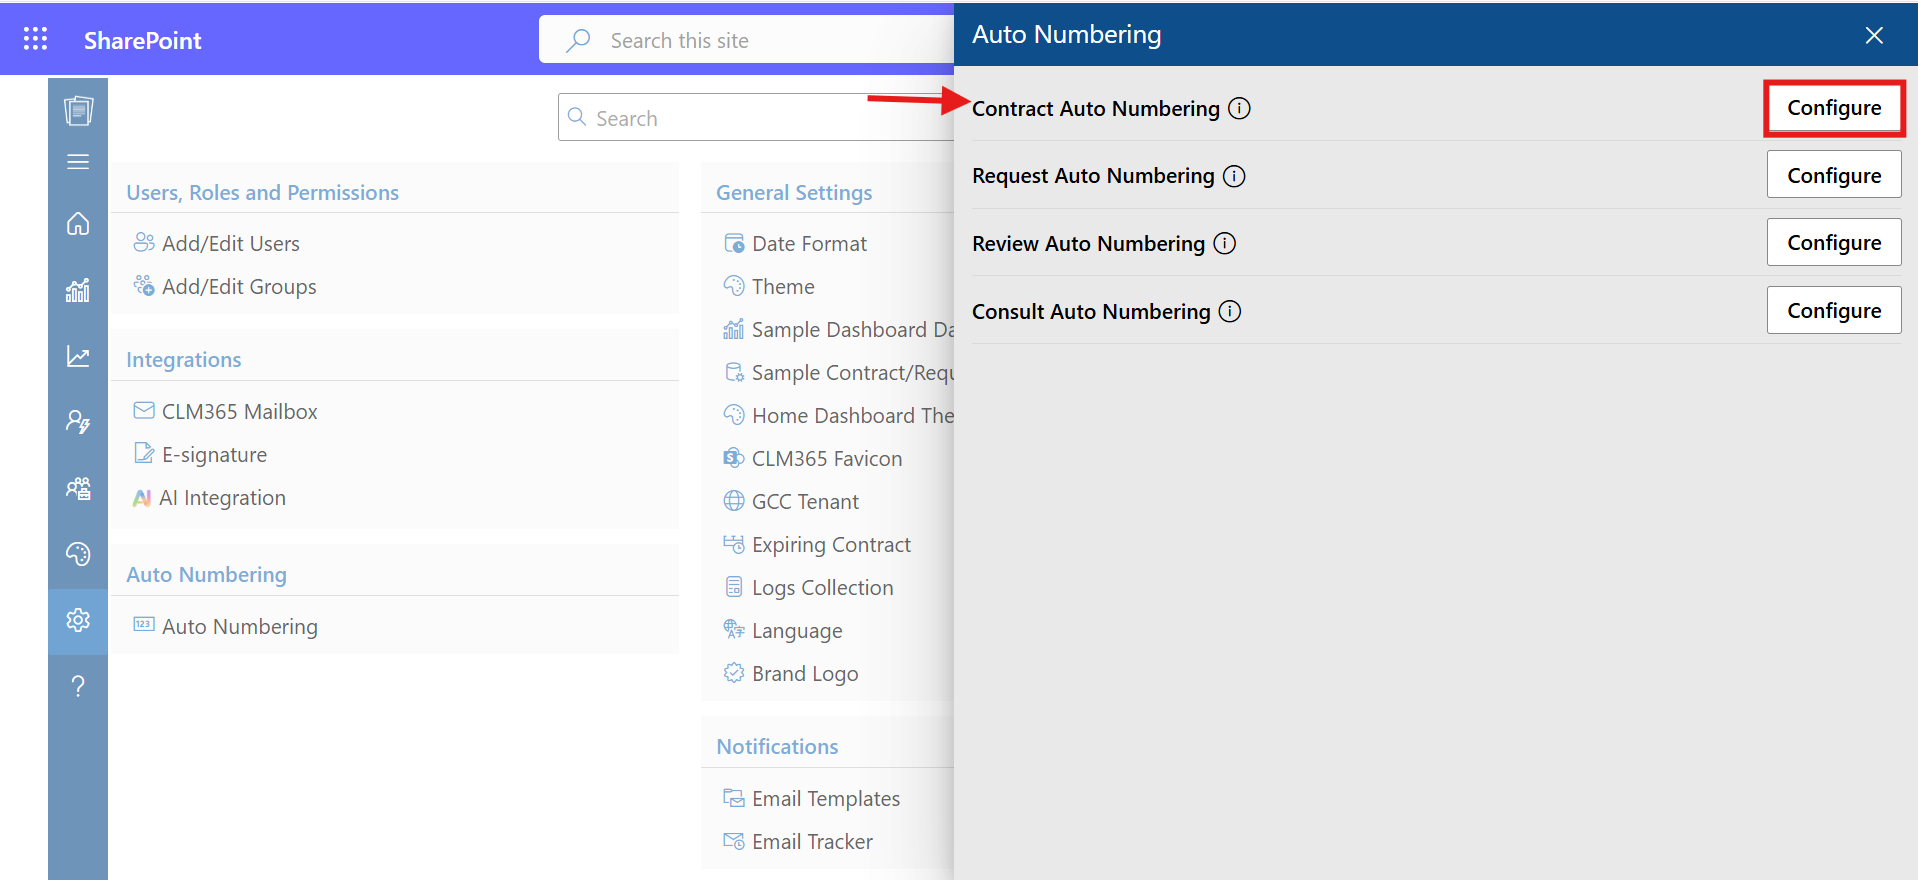 SharePoint
Search this site
Search
Users, Roles and Permissions
Add/Edit Users
Add/Edit Groups
Integrations
CLM365 Mailbox
E-signature
AI Integration
Auto Numbering
123 Auto Numbering
General Settings
Date Format
Theme
Sample Dashboard Da
Sample Contract/Requ
Home Dashboard The
CLM365 Favicon
GCC Tenant
Expiring Contract
Logs Collection
Language
Brand Logo
Notifications
Email Templates
Email Tracker
Auto Numbering
Contract Auto Numbering
Configure
Request Auto Numbering
Configure
Review Auto Numbering
Configure
Consult Auto Numbering
Configure